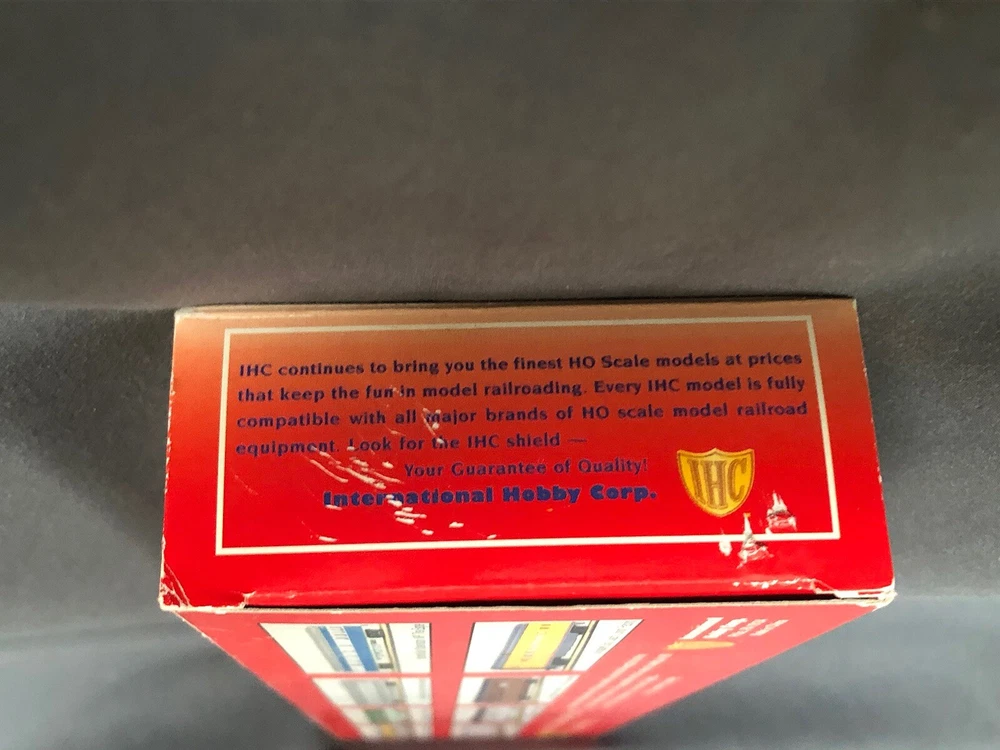 IHC continues to bring you the finest HO Scale models at prices
that keep the fun in model railroading. Every IHC model is fully
compatible with all major brands of HO scale model railroad
equipment. Look for the IHC shield —
Your Guarantee of Quality!
International Hobby Corp.
IHC